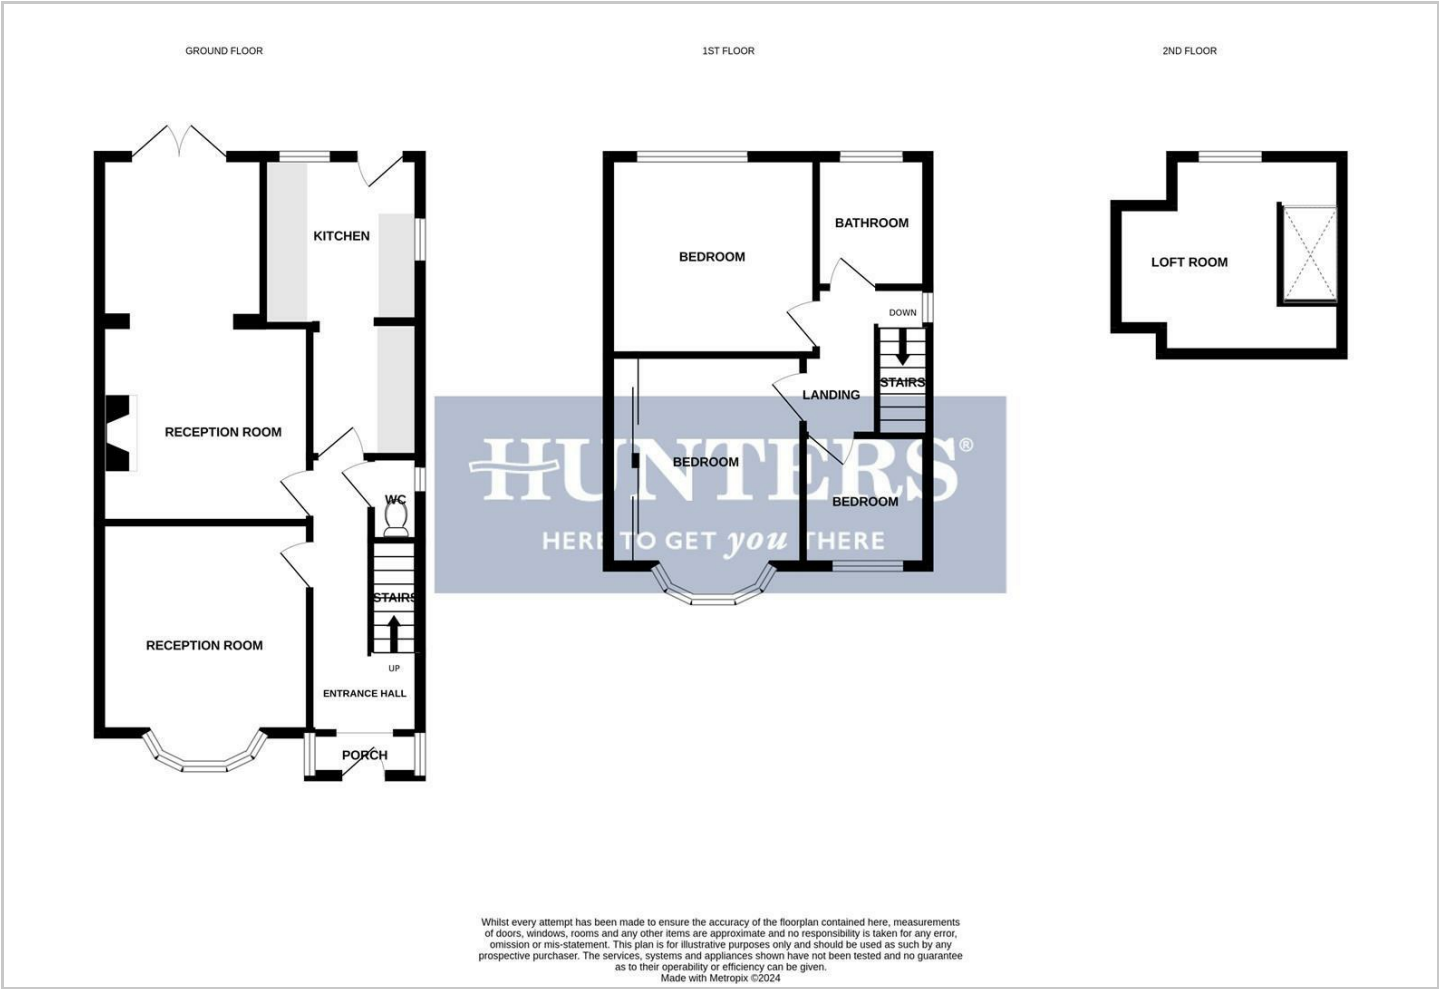 GROUND FLOOR
1ST FLOOR
2ND FLOOR
KITCHEN
RECEPTION ROOM
WC
STAIRS
RECEPTION ROOM
UP
ENTRANCE HALL
PORCH
BEDROOM
BATHROOM
DOWN
STAIRS
LANDING
BEDROOM
BEDROOM
LOFT ROOM
HUNTERS®
HERE TO GET you THERE
Whilst every attempt has been made to ensure the accuracy of the floorplan contained here, measurements
of doors, windows, rooms and any other items are approximate and no responsibility is taken for any error,
omission or mis-statement. This plan is for illustrative purposes only and should be used as such by any
prospective purchaser. The services, systems and appliances shown have not been tested and no guarantee
as to their operability or efficiency can be given.
Made with Metropix ©2024